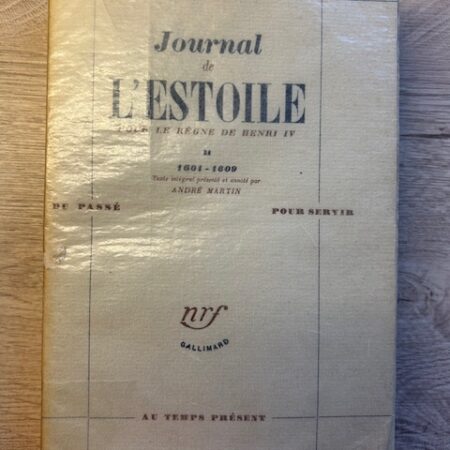 Journal
de
L'ESTOILE
POUR LE RÈGNE DE HENRI IV
II
1601-1609
Texte intégral présenté et annoté par
ANDRÉ MARTIN
DU PASSÉ POUR SERVIR
nrf
GALLIMARD
AU TEMPS PRÉSENT